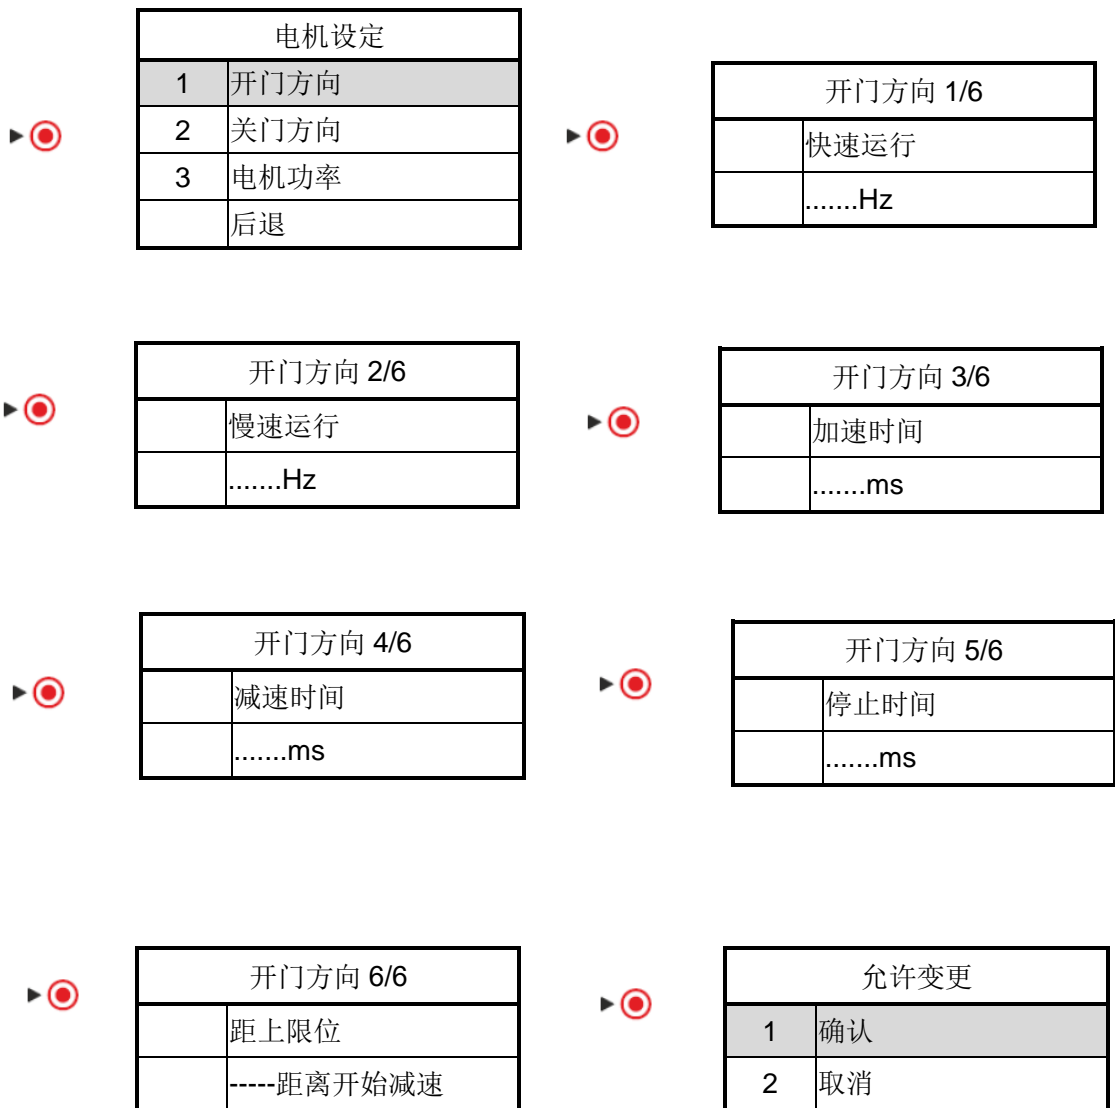 电机设定
1 开门方向
2 关门方向
3 电机功率
后退
开门方向 1/6
快速运行
.......Hz
开门方向 2/6
慢速运行
.......Hz
开门方向 3/6
加速时间
.......ms
开门方向 4/6
减速时间
.......ms
开门方向 5/6
停止时间
.......ms
开门方向 6/6
距上限位
-----距离开始减速
允许变更
1 确认
2 取消